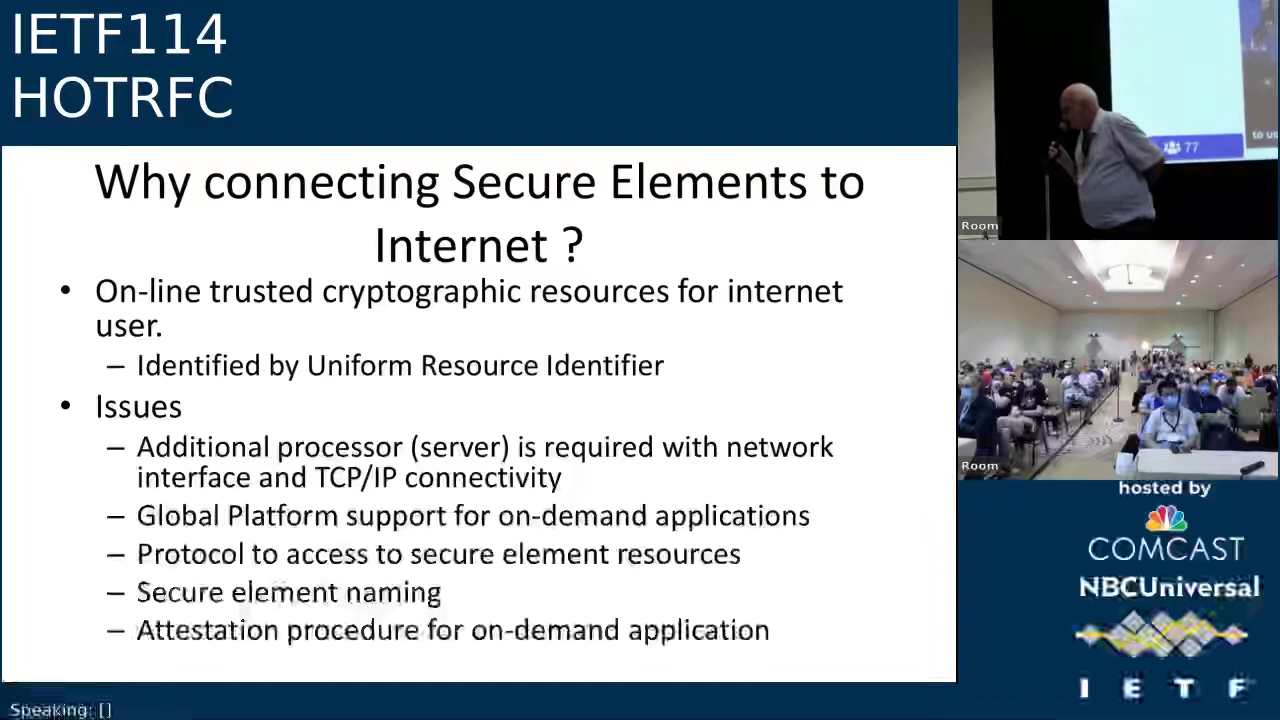 IETF114
HOTRFC
Why connecting Secure Elements to
Internet ?
• On-line trusted cryptographic resources for internet
user.
– Identified by Uniform Resource Identifier
• Issues
– Additional processor (server) is required with network
interface and TCP/IP connectivity
– Global Platform support for on-demand applications
– Protocol to access to secure element resources
– Secure element naming
– Attestation procedure for on-demand application
Speaking: []
77
to us
Room
Room
hosted by
COMCAST
NBCUniversal
I E T F